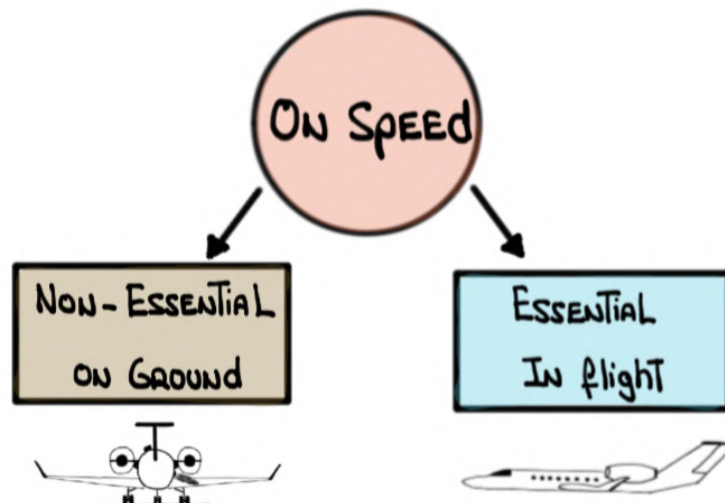 On Speed
Non-Essential
on Ground
Essential
In flight